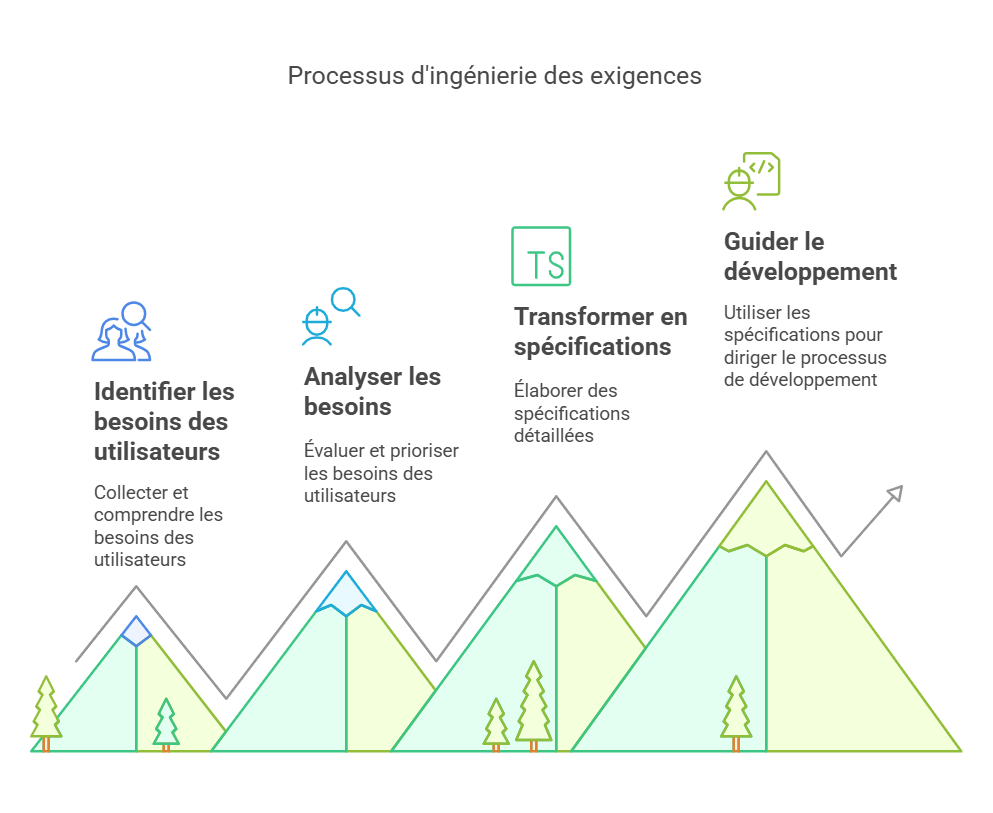 Processus d'ingénierie des exigences
Identifier les
besoins des
utilisateurs
Collecter et
comprendre les
besoins des
utilisateurs
Analyser les
besoins
Évaluer et prioriser
les besoins des
utilisateurs
TS
Transformer en
spécifications
Élaborer des
spécifications
détaillées
</>
Guider le
développement
Utiliser les
spécifications pour
diriger le processus
de développement